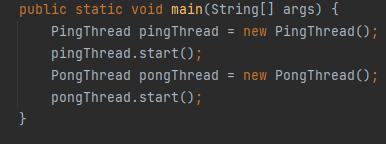 public static void main(String[] args) {
    PingThread pingThread = new PingThread();
    pingThread.start();
    PongThread pongThread = new PongThread();
    pongThread.start();
}